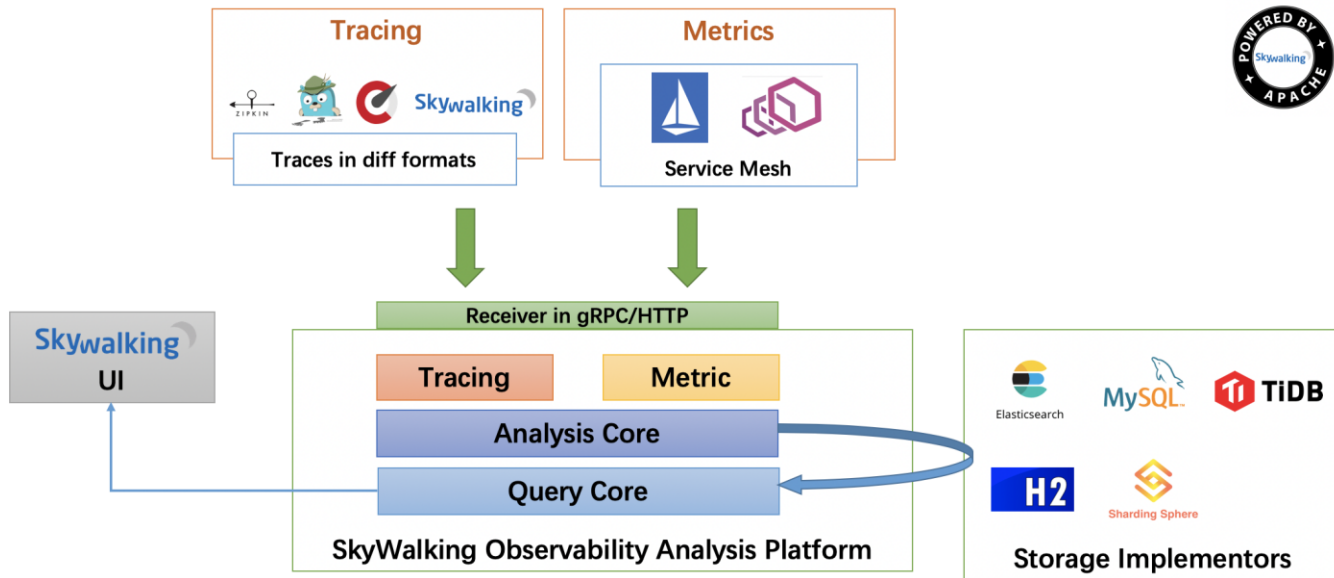 Tracing
ZIPKIN
Skywalking
Traces in diff formats
Metrics
Service Mesh
POWERED BY
Skywalking
APACHE
Receiver in gRPC/HTTP
Skywalking
UI
Tracing
Metric
Analysis Core
Query Core
SkyWalking Observability Analysis Platform
Elasticsearch
MySQL™
TiDB
H2
Sharding Sphere
Storage Implementors